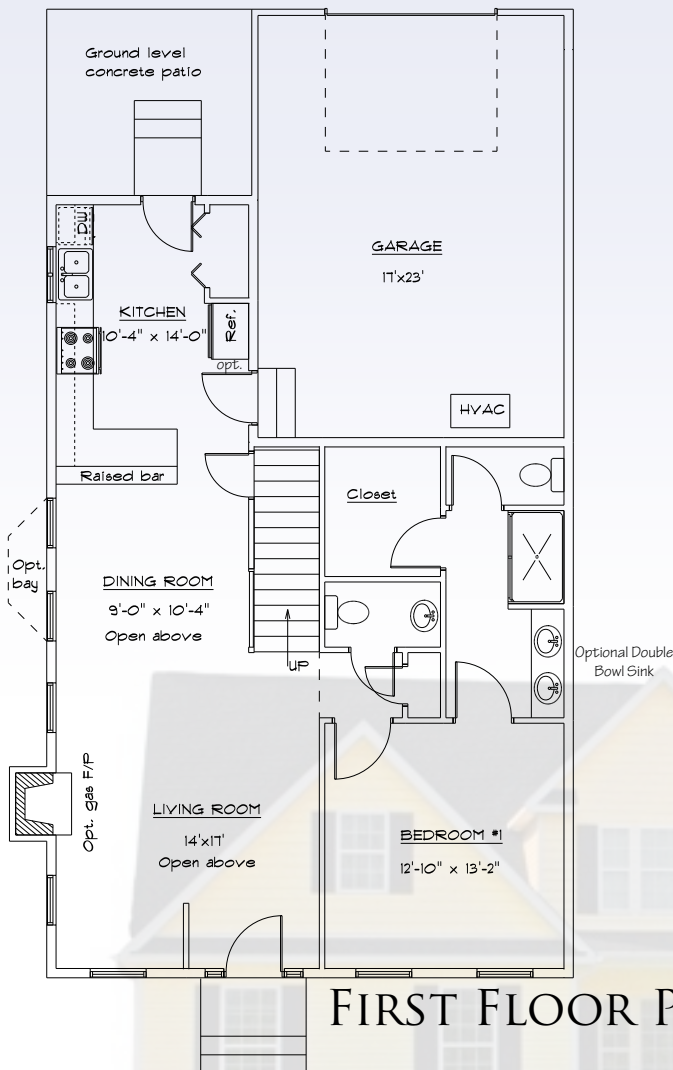 Ground level
concrete patio
DW
GARAGE
17'x23'
KITCHEN
10'-4" x 14'-0"
Ref.
opt.
HVAC
Raised bar
Closet
Opt.
bay
DINING ROOM
9'-0" x 10'-4"
Open above
UP
Optional Double
Bowl Sink
Opt. gas F/P
LIVING ROOM
14'x17'
Open above
BEDROOM #1
12'-10" x 13'-2"
FIRST FLOOR P